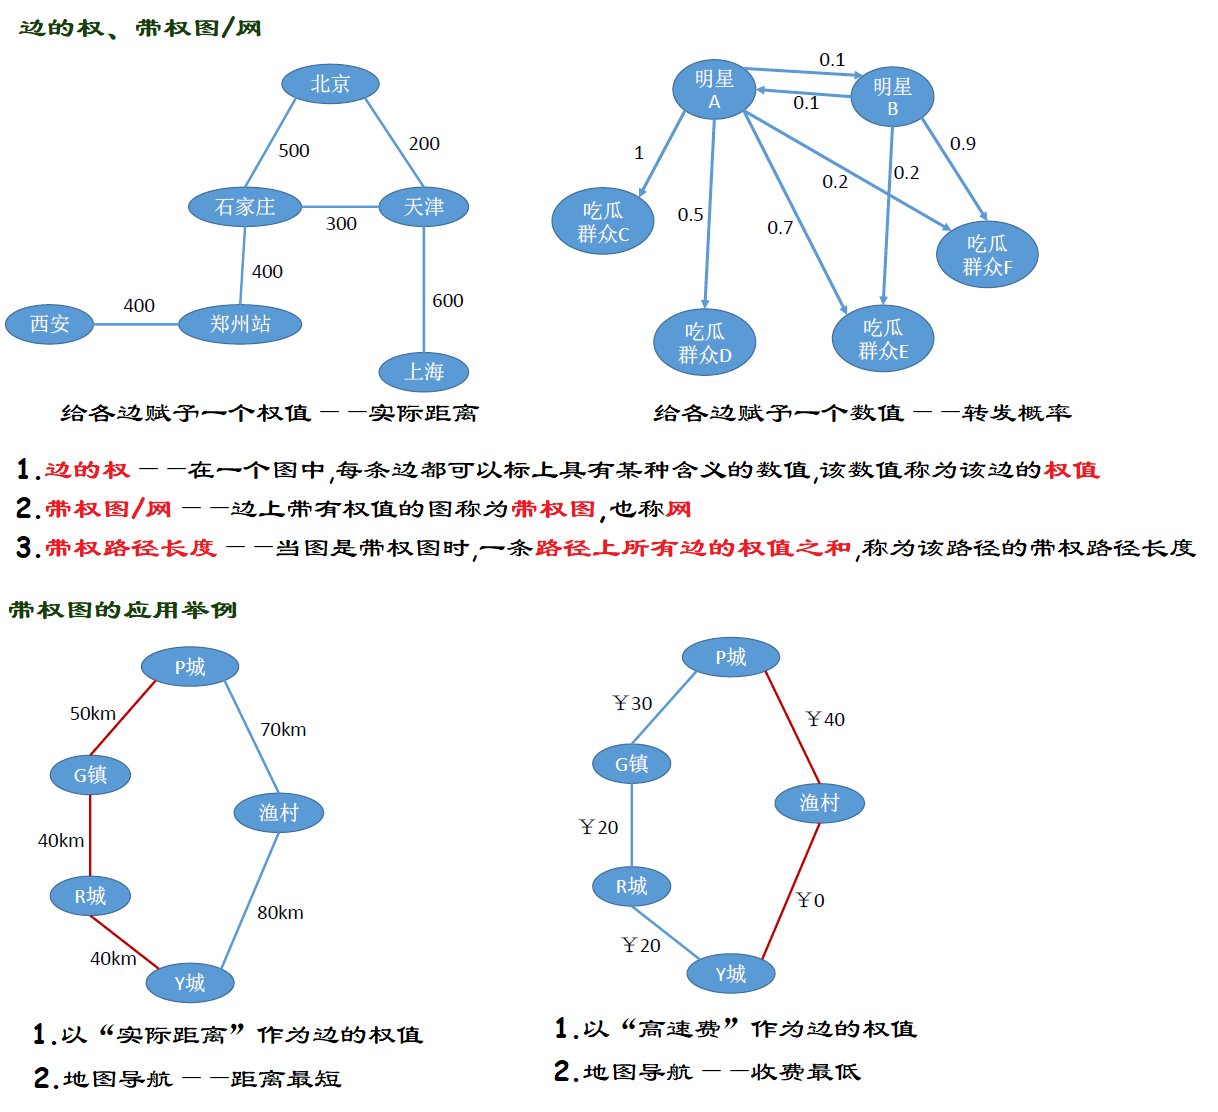 边的权、带权图/网
北京
500
200
石家庄
300
天津
400
600
西安
400
郑州站
上海
给各边赋予一个权值——实际距离
明星
A
0.1
0.1
明星
B
1
0.5
0.7
0.2
0.2
0.9
吃瓜
群众C
吃瓜
群众D
吃瓜
群众E
吃瓜
群众F
给各边赋予一个数值——转发概率
1.边的权——在一个图中,每条边都可以标上具有某种含义的数值,该数值称为该边的权值
2.带权图/网——边上带有权值的图称为带权图,也称网
3.带权路径长度——当图是带权图时,一条路径上所有边的权值之和,称为该路径的带权路径长度
带权图的应用举例
P城
50km
70km
G镇
渔村
40km
R城
80km
40km
Y城
1.以“实际距离”作为边的权值
2.地图导航——距离最短
P城
￥30
￥40
G镇
渔村
￥20
R城
￥0
￥20
Y城
1.以“高速费”作为边的权值
2.地图导航——收费最低